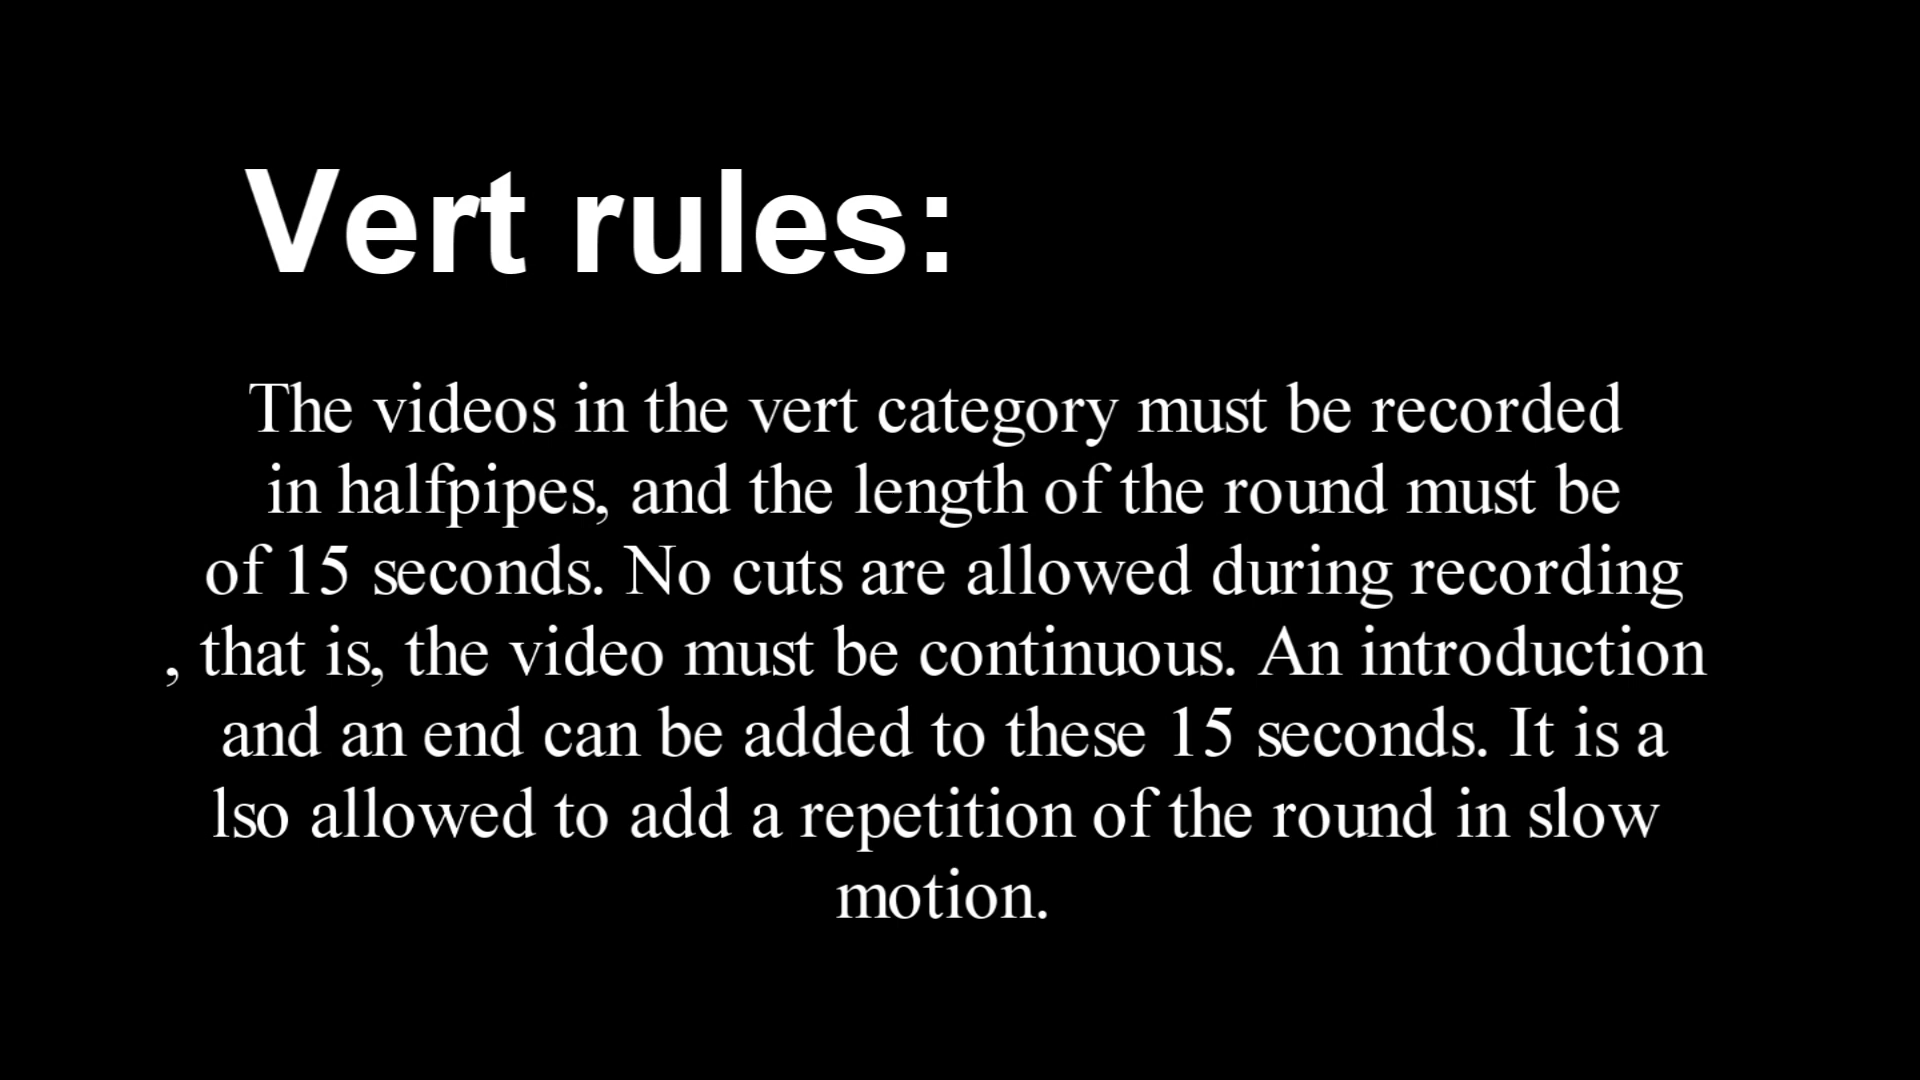 Vert rules:
The videos in the vert category must be recorded
in halfpipes, and the length of the round must be
of 15 seconds. No cuts are allowed during recording
, that is, the video must be continuous. An introduction
and an end can be added to these 15 seconds. It is a
lso allowed to add a repetition of the round in slow
motion.